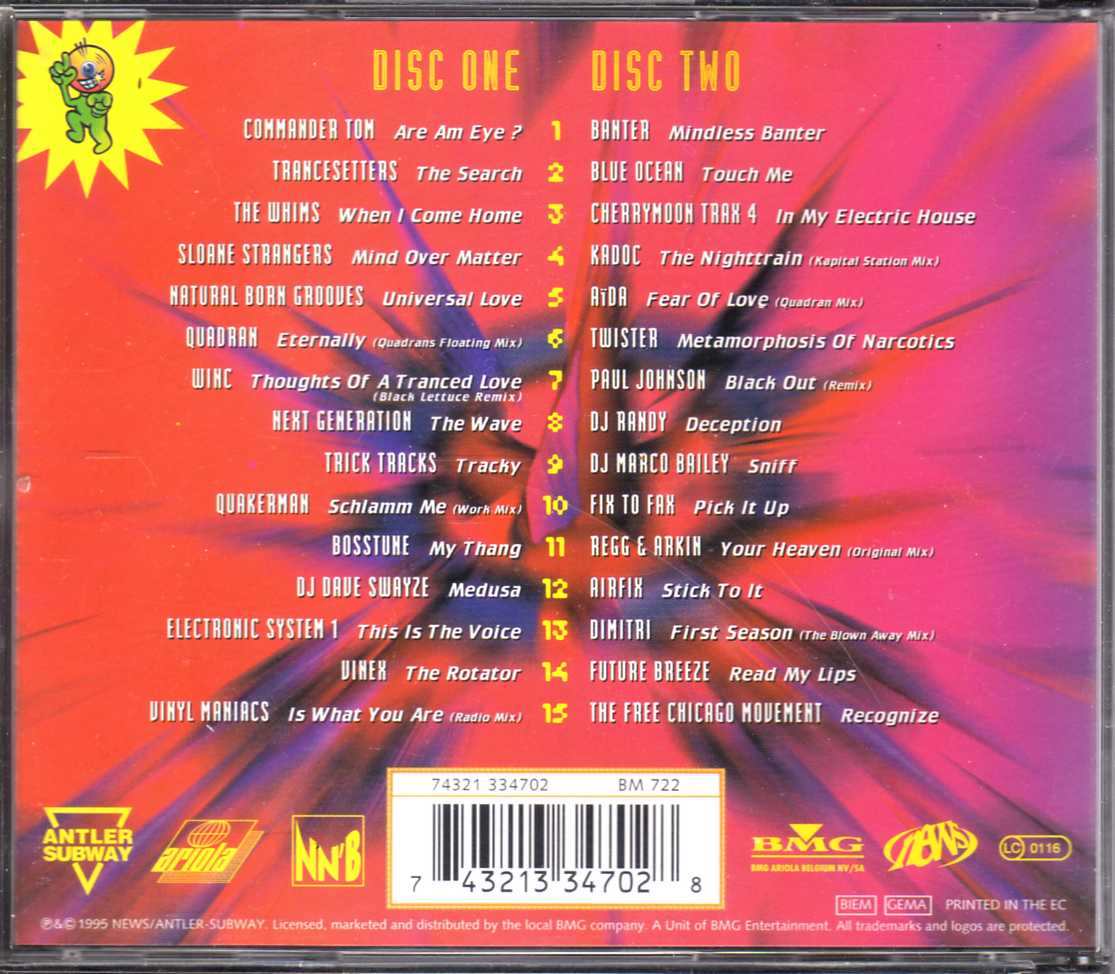 DISC ONE
COMMANDER TOM Are Am Eye ? 1
TRANCESETTERS The Search 2
THE WHIMS When I Come Home 3
SLOANE STRANGERS Mind Over Matter 4
NATURAL BORN GROOVES Universal Love 5
QUADRAN Eternally (Quadrans Floating Mix) 6
WINC Thoughts Of A Tranced Love 7
(Black Lettuce Remix)
NEXT GENERATION The Wave 8
TRICK TRACKS Tracky 9
QUAKERMAN Schlamm Me (Work Mix) 10
BOSSTUNE My Thang 11
DJ DAVE SWAYZE Medusa 12
ELECTRONIC SYSTEM 1 This Is The Voice 13
VINEX The Rotator 14
VINYL MANIACS Is What You Are (Radio Mix) 15
DISC TWO
BANTER Mindless Banter
BLUE OCEAN Touch Me
CHERRYMOON TRAX 4 In My Electric House
KADOC The Nighttrain (Kapital Station Mix)
AïDA Fear Of Love (Quadran Mix)
TWISTER Metamorphosis Of Narcotics
PAUL JOHNSON Black Out (Remix)
DJ RANDY Deception
DJ MARCO BAILEY Sniff
FIX TO FAX Pick It Up
REGG & ARKIN Your Heaven (Original Mix)
AIRFIX Stick To It
DIMITRI First Season (The Blown Away Mix)
FUTURE BREEZE Read My Lips
THE FREE CHICAGO MOVEMENT Recognize
74321 334702 BM 722
7 43213 34702 8
ANTLER
SUBWAY
ariola
NN'B
BMG
BMG ARIOLA BELGIUM NV/SA
NEWS
LC 0116
BIEM GEMA PRINTED IN THE EC
℗&© 1995 NEWS/ANTLER-SUBWAY. Licensed, marketed and distributed by the local BMG company. A Unit of BMG Entertainment. All trademarks and logos are protected.